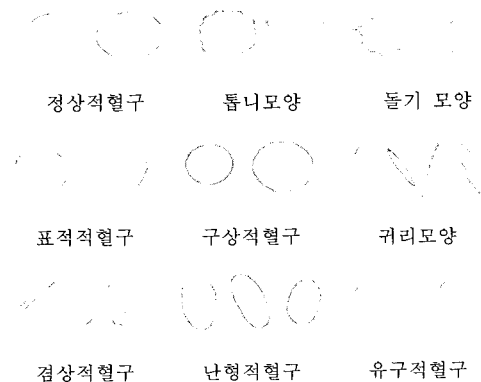 정상적혈구 톱니모양 돌기 모양
표적적혈구 구상적혈구 귀리모양
겸상적혈구 난형적혈구 유구적혈구